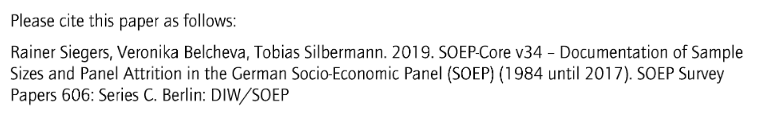 Please cite this paper as follows:
Rainer Siegers, Veronika Belcheva, Tobias Silbermann. 2019. SOEP-Core v34 – Documentation of Sample
Sizes and Panel Attrition in the German Socio-Economic Panel (SOEP) (1984 until 2017). SOEP Survey
Papers 606: Series C. Berlin: DIW/SOEP